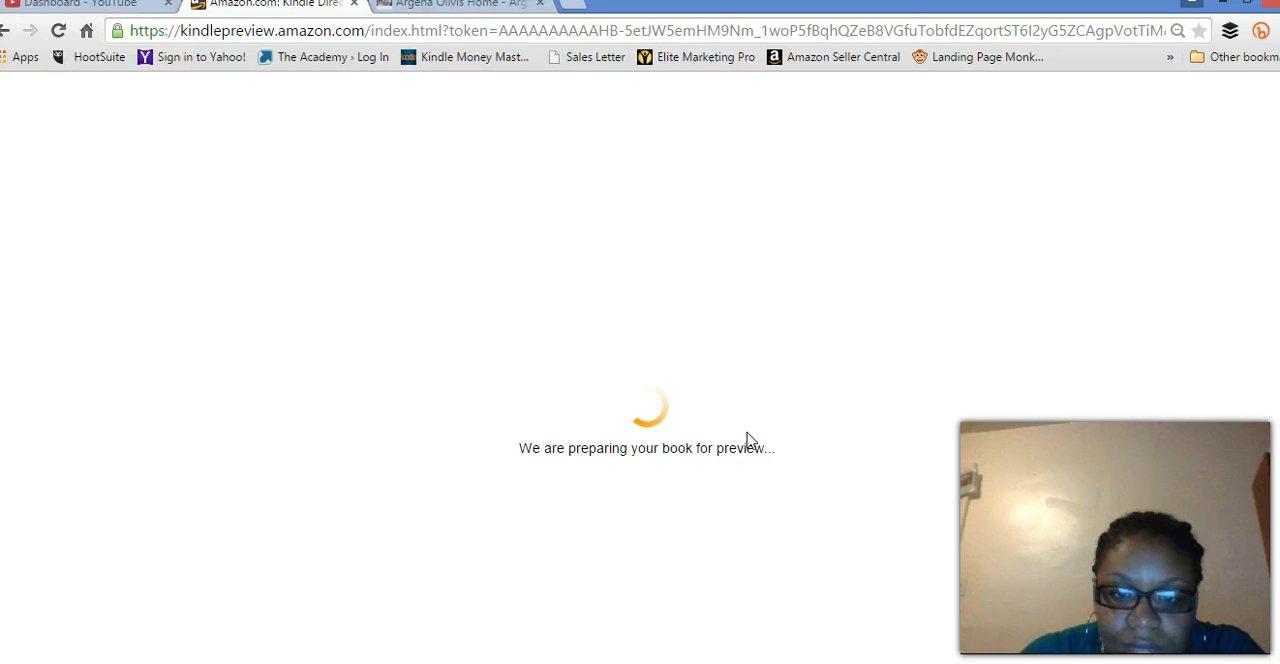 Dashboard - YouTube
Amazon.com: Kindle Direc
Argena Olivis Home - Arg
https://kindlepreview.amazon.com/index.html?token=AAAAAAAAAAHB-5etJW5emHM9Nm_1woP5fBqhQZeB8VGfuTobfdEZqortST6I2yG5ZCAgpVotTiM
Apps HootSuite Sign in to Yahoo! The Academy › Log In Kindle Money Mast... Sales Letter Elite Marketing Pro Amazon Seller Central Landing Page Monk... » Other bookm
We are preparing your book for preview...